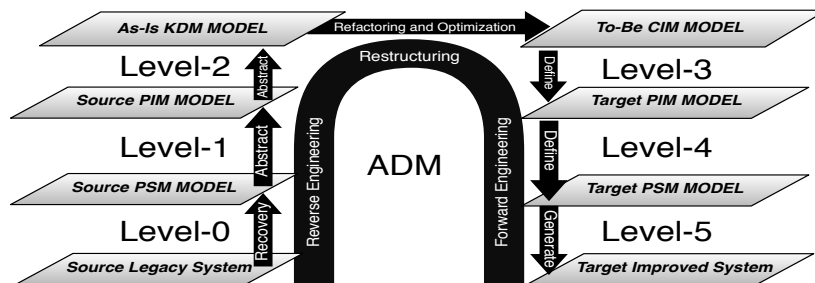 As-Is KDM MODEL
Refactoring and Optimization
To-Be CIM MODEL
Level-2
Abstract
Restructuring
Define
Level-3
Source PIM MODEL
Target PIM MODEL
Level-1
Abstract
Reverse Engineering
ADM
Forward Engineering
Define
Level-4
Source PSM MODEL
Target PSM MODEL
Level-0
Recovery
Generate
Level-5
Source Legacy System
Target Improved System